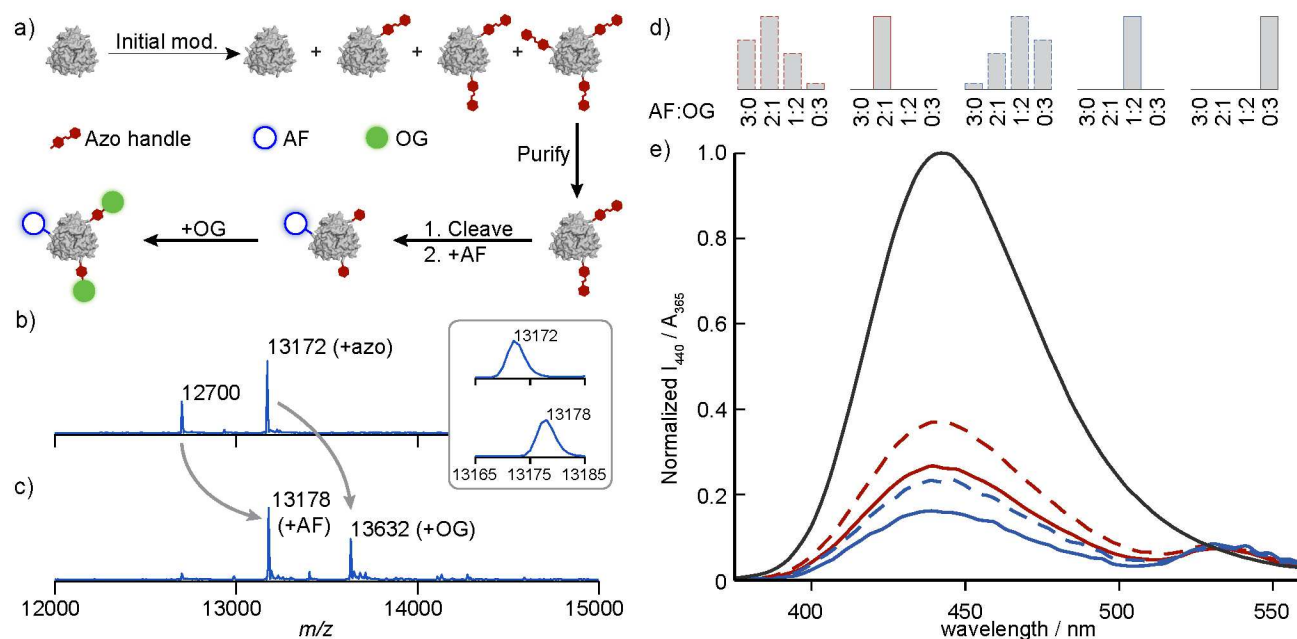 a)
Initial mod.
+
+
+
Azo handle
AF
OG
Purify
+OG
1. Cleave
2. +AF
b)
13172 (+azo)
12700
13172
13178
13165
13175
13185
c)
13178
(+AF)
13632 (+OG)
12000
13000
14000
15000
m/z
d)
AF:OG
3:0
2:1
1:2
0:3
3:0
2:1
1:2
0:3
3:0
2:1
1:2
0:3
3:0
2:1
1:2
0:3
3:0
2:1
1:2
0:3
e)
Normalized I440 / A365
1.0
0.8
0.6
0.4
0.2
0
400
450
500
550
wavelength / nm